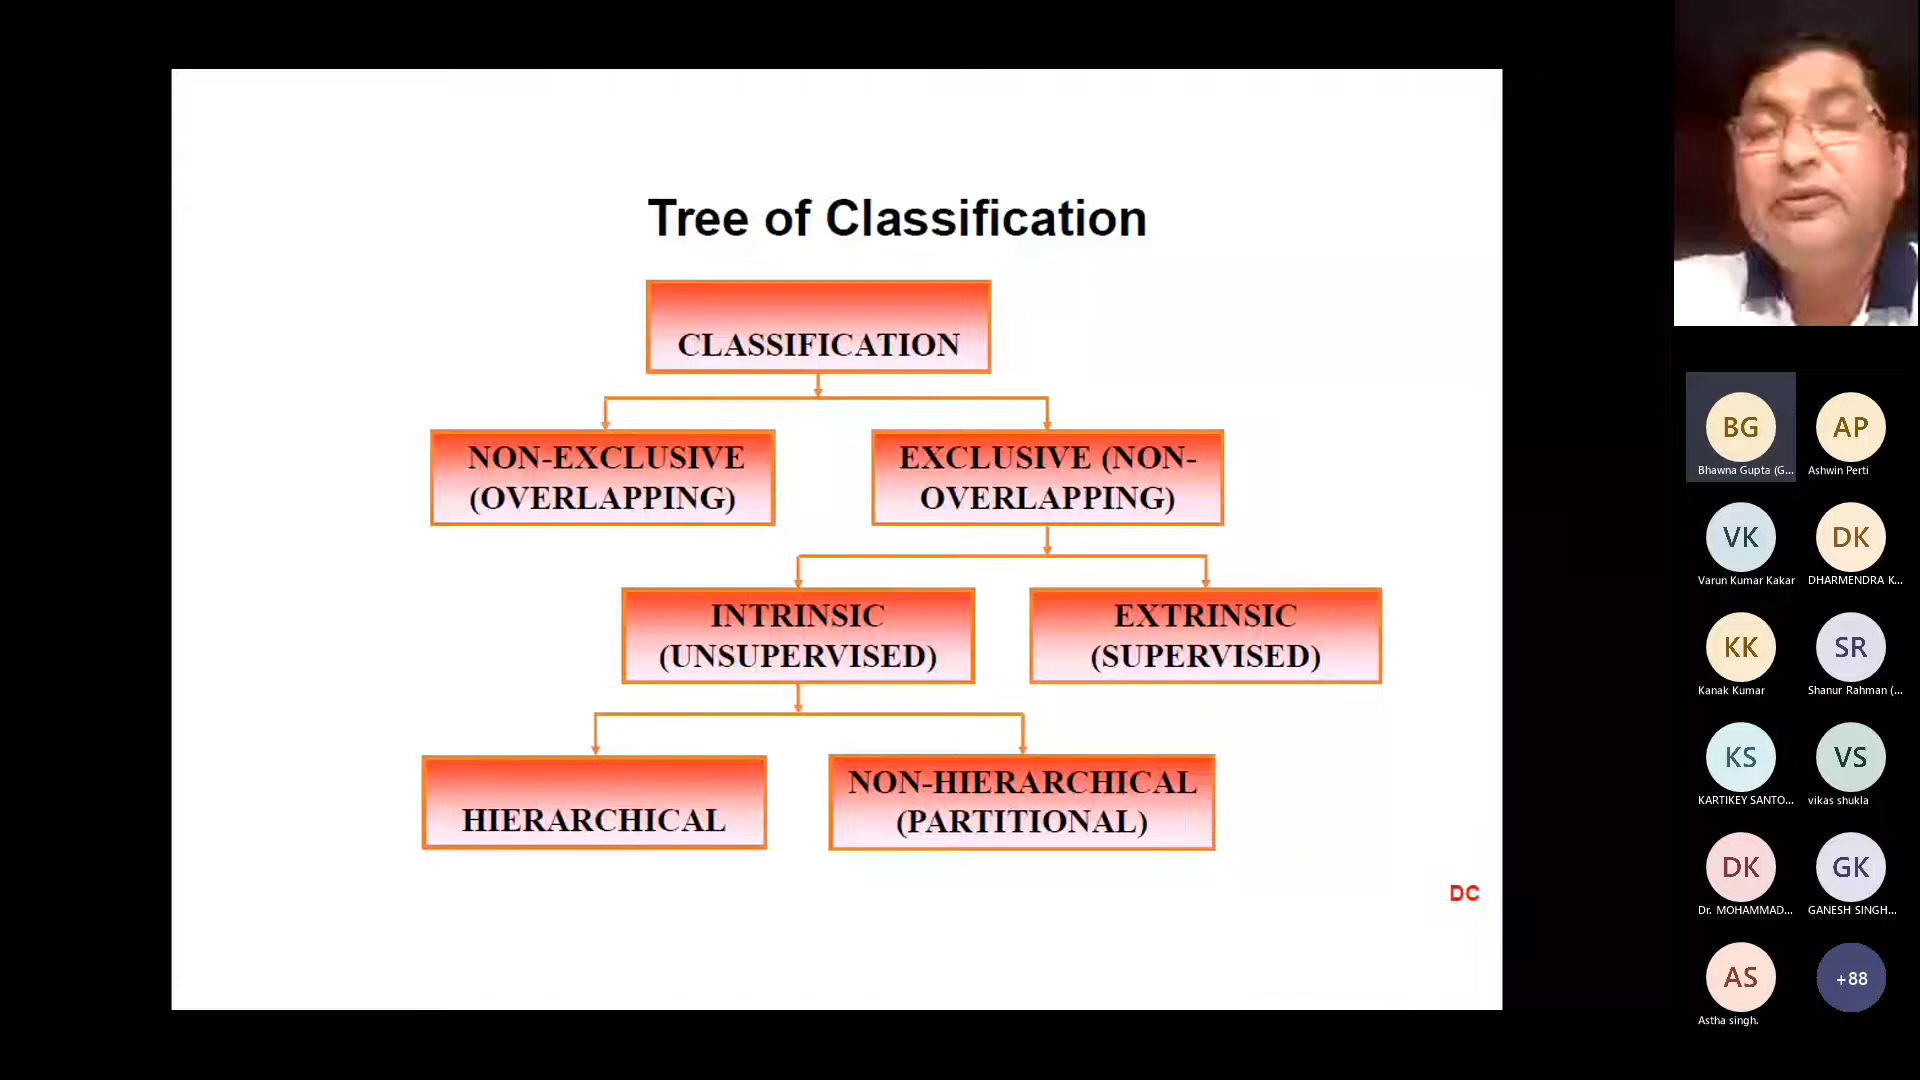 Tree of Classification
CLASSIFICATION
NON-EXCLUSIVE
(OVERLAPPING)
EXCLUSIVE (NON-
OVERLAPPING)
INTRINSIC
(UNSUPERVISED)
EXTRINSIC
(SUPERVISED)
HIERARCHICAL
NON-HIERARCHICAL
(PARTITIONAL)
DC
BG
Bhawna Gupta (G...
AP
Ashwin Perti
VK
Varun Kumar Kakar
DK
DHARMENDRA K...
KK
Kanak Kumar
SR
Shanur Rahman (...
KS
KARTIKEY SANTO...
VS
vikas shukla
DK
Dr. MOHAMMAD...
GK
GANESH SINGH...
AS
Astha singh.
+88